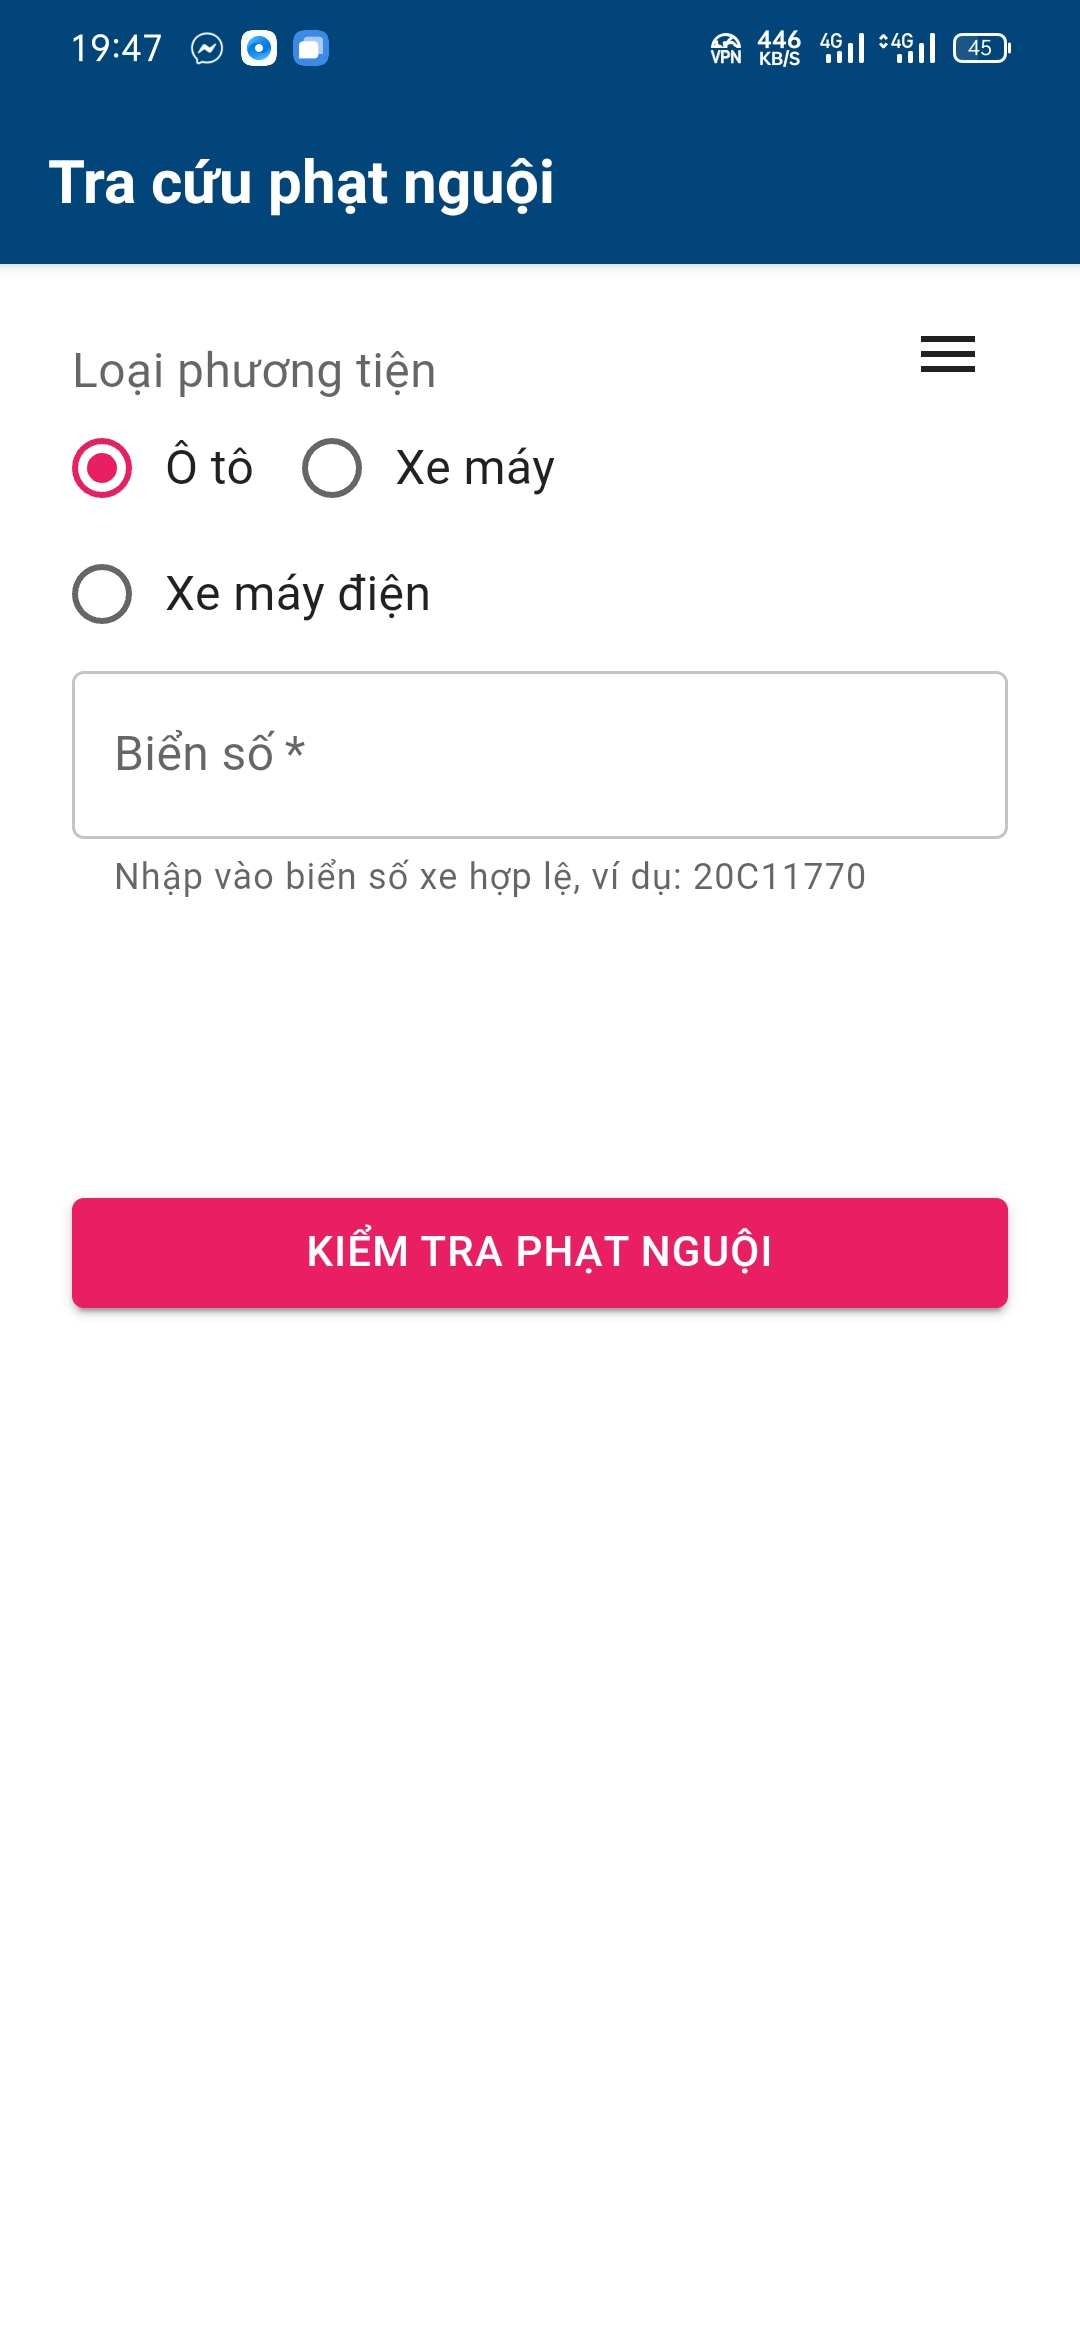 19:47 VPN 446 KB/S 4G 4G 45
Tra cứu phạt nguội
Loại phương tiện
Ô tô Xe máy
Xe máy điện
Biển số *
Nhập vào biển số xe hợp lệ, ví dụ: 20C11770
KIỂM TRA PHẠT NGUỘI